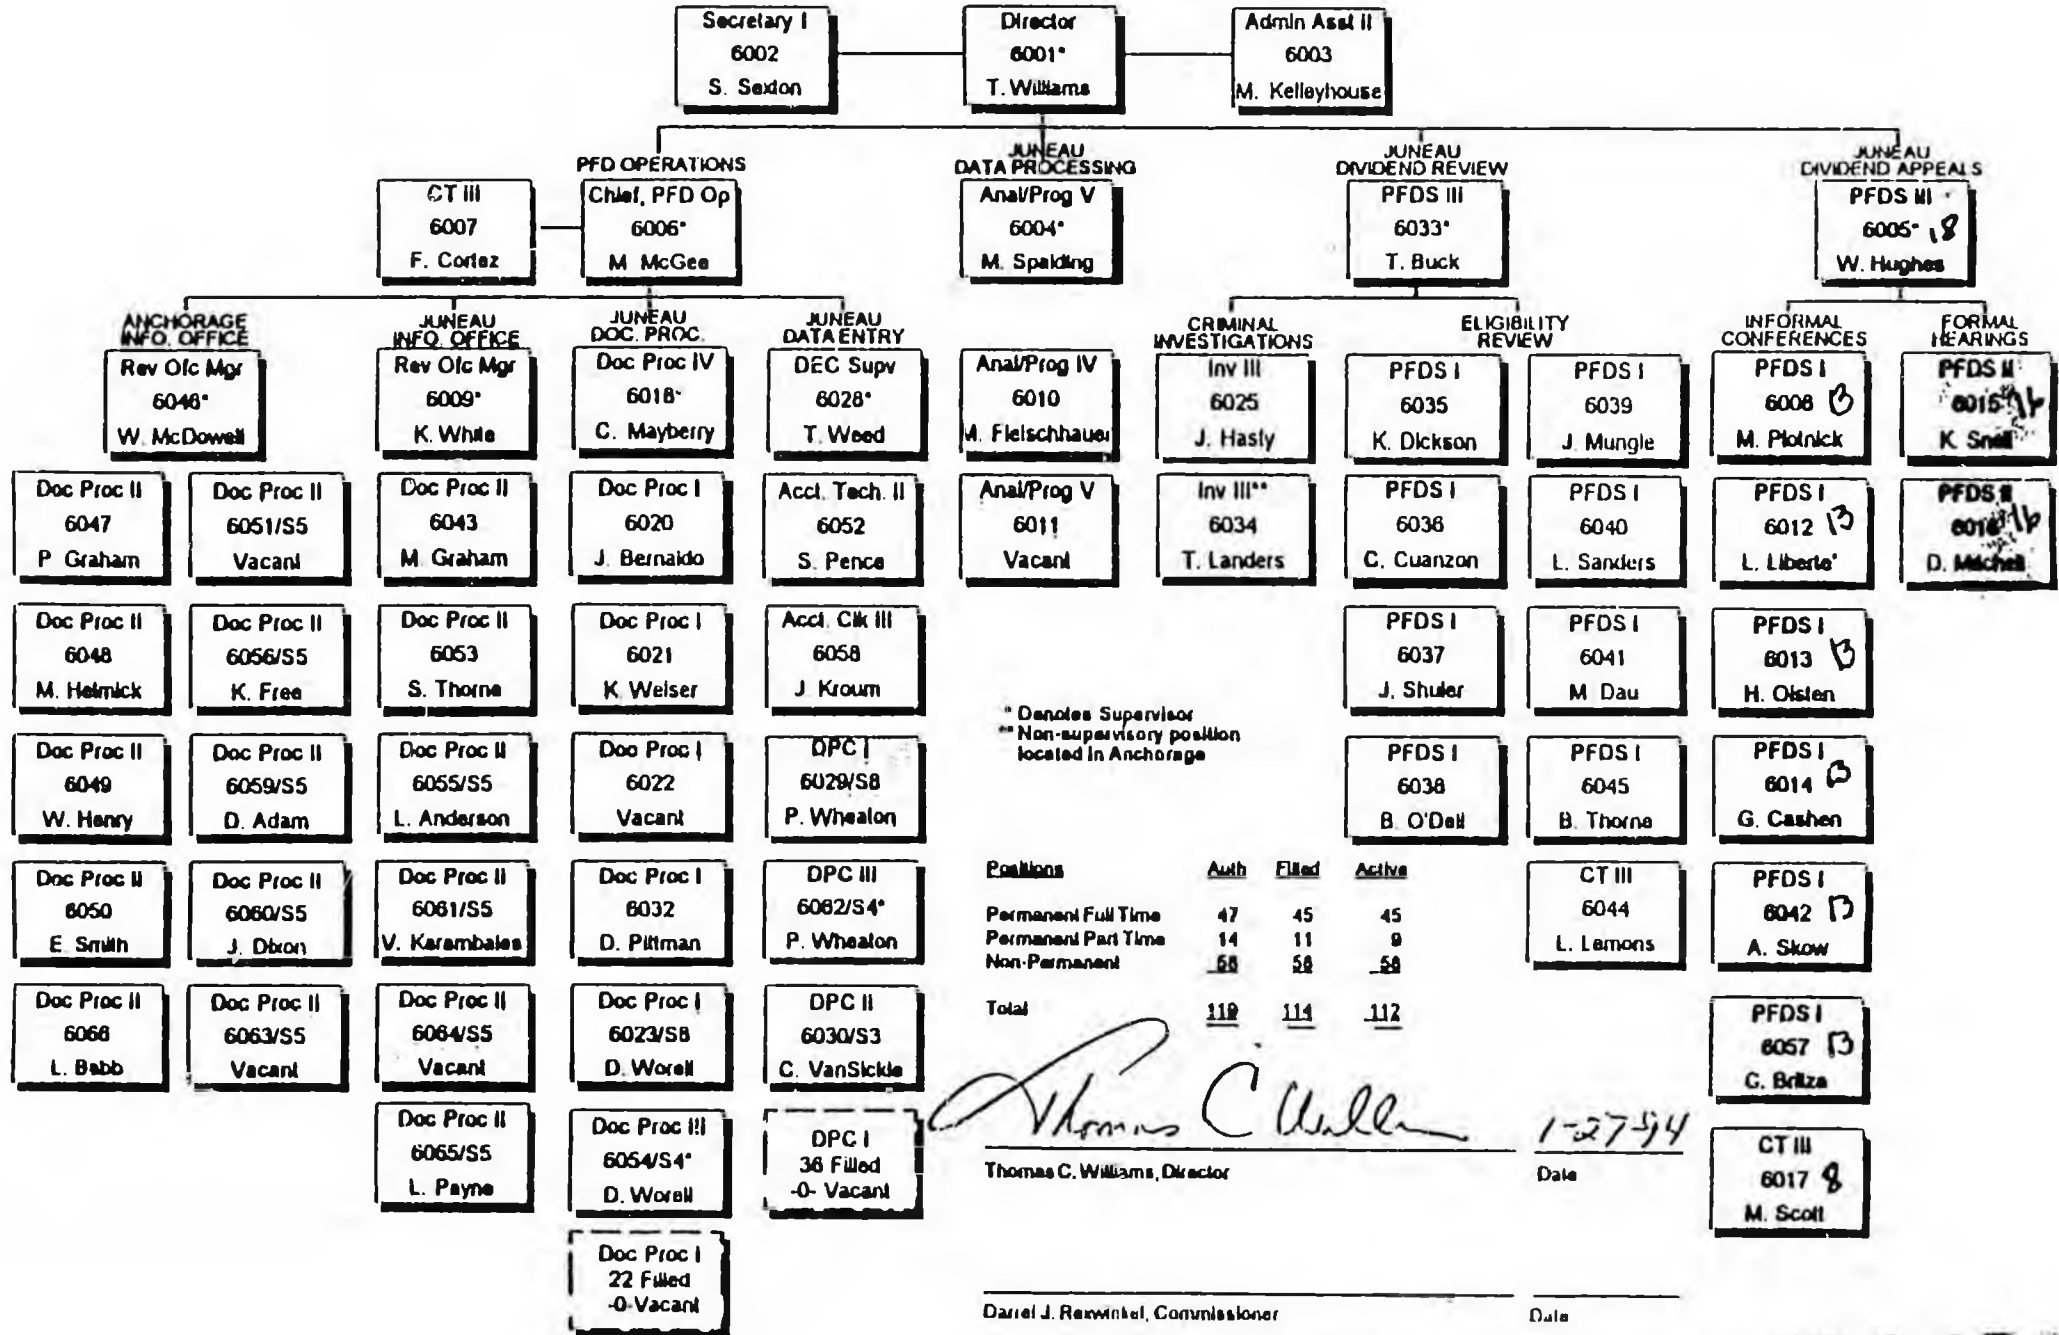 Secretary I
6002
S. Sexton
Director
6001*
T. Williams
Admin Asst II
6003
M. Kelleyhouse
PFD OPERATIONS
JUNEAU
DATA PROCESSING
JUNEAU
DIVIDEND REVIEW
JUNEAU
DIVIDEND APPEALS
CT III
6007
F. Cortez
Chief, PFD Op
6006*
M McGee
Anal/Prog V
6004*
M. Spalding
PFDS III
6033*
T. Buck
PFDS III
6005* 18
W. Hughes
ANCHORAGE
INFO. OFFICE
JUNEAU
INFO. OFFICE
JUNEAU
DOC. PROC.
JUNEAU
DATA ENTRY
CRIMINAL
INVESTIGATIONS
ELIGIBILITY
REVIEW
INFORMAL
CONFERENCES
FORMAL
HEARINGS
Rev Ofc Mgr
6046*
W. McDowell
Rev Ofc Mgr
6009*
K. White
Doc Proc IV
6018*
C. Mayberry
DEC Supv
6028*
T. Weed
Anal/Prog IV
6010
M. Fleischhauer
Inv III
6025
J. Hasly
PFDS I
6035
K. Dickson
PFDS I
6039
J. Mungle
PFDS I
6008 13
M. Plotnick
PFDS II
6015 16
K. Snell
Doc Proc II
6047
P. Graham
Doc Proc II
6051/S5
Vacant
Doc Proc II
6043
M. Graham
Doc Proc I
6020
J. Bernaldo
Acct. Tech. II
6052
S. Pence
Anal/Prog V
6011
Vacant
Inv III**
6034
T. Landers
PFDS I
6036
C. Cuanzon
PFDS I
6040
L. Sanders
PFDS I
6012 13
L. Liberte'
PFDS II
6016 16
D. Mitchell
Doc Proc II
6048
M. Helmick
Doc Proc II
6056/S5
K. Free
Doc Proc II
6053
S. Thorne
Doc Proc I
6021
K. Welser
Acct. Clk III
6058
J. Kroum
PFDS I
6037
J. Shuler
PFDS I
6041
M Dau
PFDS I
6013 13
H. Olsten
* Denotes Supervisor
** Non-supervisory position
located in Anchorage
Doc Proc II
6049
W. Henry
Doc Proc II
6059/S5
D. Adam
Doc Proc II
6055/S5
L. Anderson
Doc Proc I
6022
Vacant
DPC I
6029/S8
P. Whealon
PFDS I
6038
B. O'Dell
PFDS I
6045
B. Thorne
PFDS I
6014 13
G. Cashen
Doc Proc II
6050
E. Smith
Doc Proc II
6060/S5
J. Dixon
Doc Proc II
6061/S5
V. Karambales
Doc Proc I
6032
D. Pittman
DPC III
6062/S4*
P. Whealon
CT III
6044
L. Lemons
PFDS I
6042 13
A. Skow
Positions Auth Filled Active
Permanent Full Time 47 45 45
Permanent Part Time 14 11 9
Non-Permanent 58 58 58
Total 119 114 112
Doc Proc II
6066
L. Babb
Doc Proc II
6063/S5
Vacant
Doc Proc II
6064/S5
Vacant
Doc Proc I
6023/S8
D. Worell
DPC II
6030/S3
C. VanSickle
PFDS I
6057 13
C. Britza
Doc Proc II
6065/S5
L. Payne
Doc Proc III
6054/S4*
D. Worell
DPC I
36 Filled
-0- Vacant
CT III
6017 8
M. Scott
Thomas C Williams 1-27-94
Thomas C. Williams, Director Date
Doc Proc I
22 Filled
-0-Vacant
Darrel J. Rexwinkel, Commissioner Date